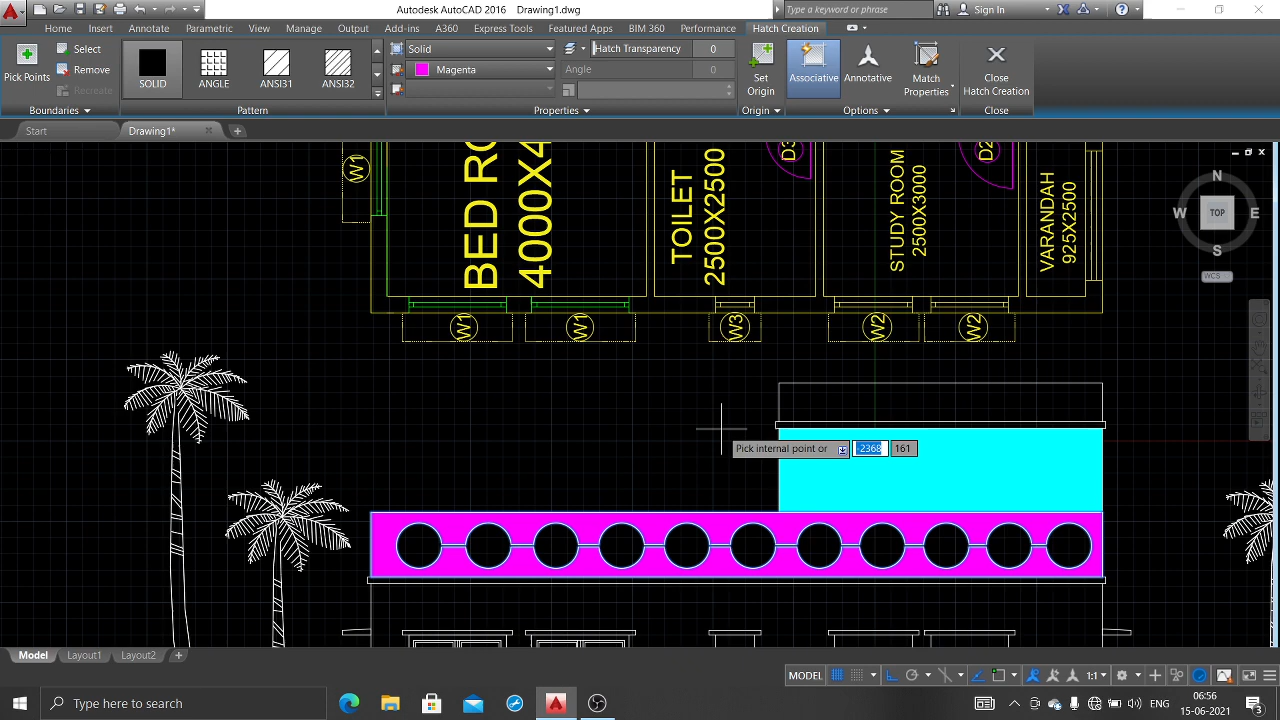 Autodesk AutoCAD 2016 Drawing1.dwg
Type a keyword or phrase
Sign In
Home Insert Annotate Parametric View Manage Output Add-ins A360 Express Tools Featured Apps BIM 360 Performance Hatch Creation
Pick Points
Select
Remove
Recreate
Boundaries
SOLID
ANGLE
ANSI31
ANSI32
Pattern
Solid
Magenta
Hatch Transparency 0
Angle 0
Properties
Set
Origin
Origin
Associative
Annotative
Match
Properties
Options
Close
Hatch Creation
Close
Start
Drawing1*
W1
BED RO
4000X4
TOILET
2500X2500
D3
STUDY ROOM
2500X3000
D2
VARANDAH
925X2500
N
W
TOP
E
S
WCS
W1
W1
W3
W2
W2
Pick internal point or -2368 161
Model Layout1 Layout2
MODEL
1:1
Type here to search
ENG
06:56
15-06-2021
3